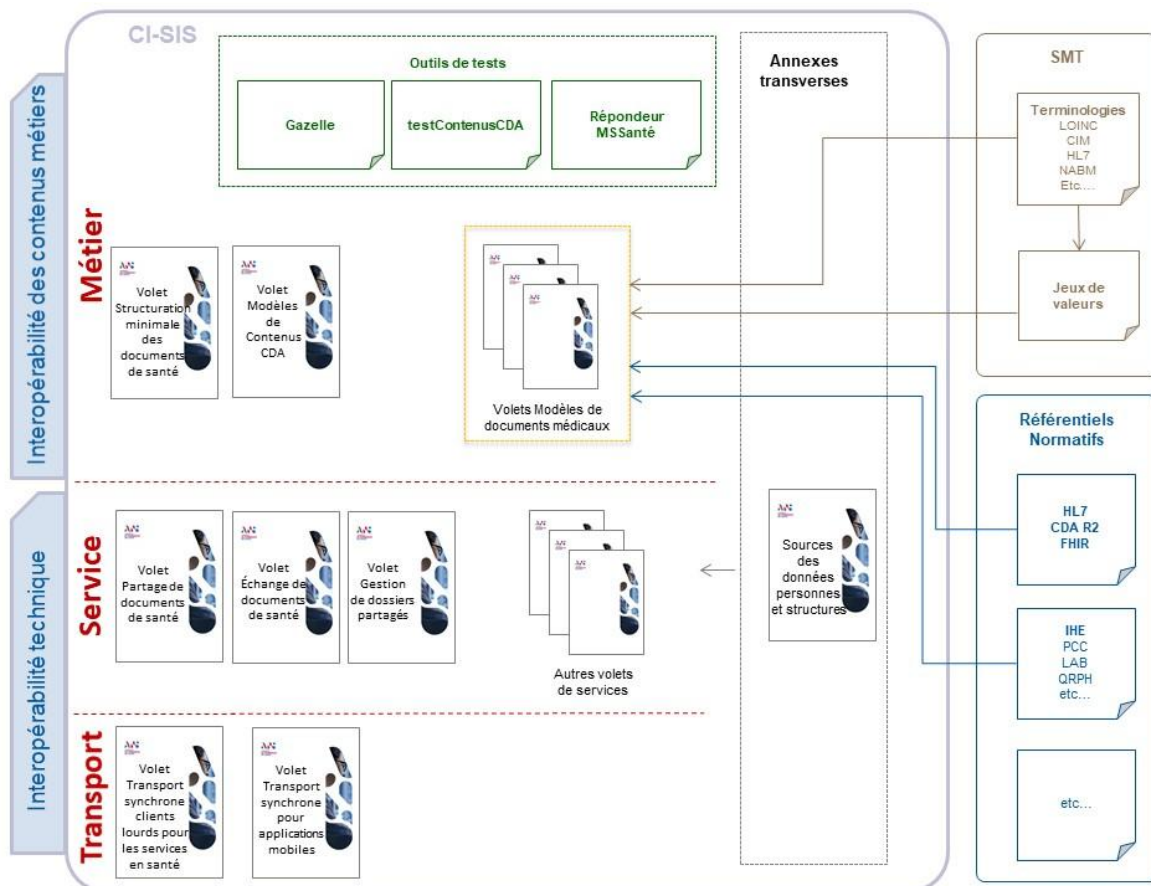 CI-SIS
Interopérabilité des contenus métiers
Interopérabilité technique
Métier
Service
Transport
Outils de tests
Gazelle
testContenusCDA
Répondeur
MSSanté
Annexes
transverses
SMT
Terminologies
LOINC
CIM
HL7
NABM
Etc....
Jeux de
valeurs
Volet
Structuration
minimale
des
documents
de santé
Volet
Modèles
de
Contenus
CDA
Volets Modèles de
documents médicaux
Référentiels
Normatifs
HL7
CDA R2
FHIR
IHE
PCC
LAB
QRPH
etc...
etc...
Volet
Partage de
documents
de santé
Volet
Échange de
documents
de santé
Volet
Gestion
de dossiers
partagés
Autres volets
de services
Sources
des
données
personnes
et structures
Volet
Transport
synchrone
clients
lourds pour
les services
en santé
Volet
Transport
synchrone
pour
applications
mobiles